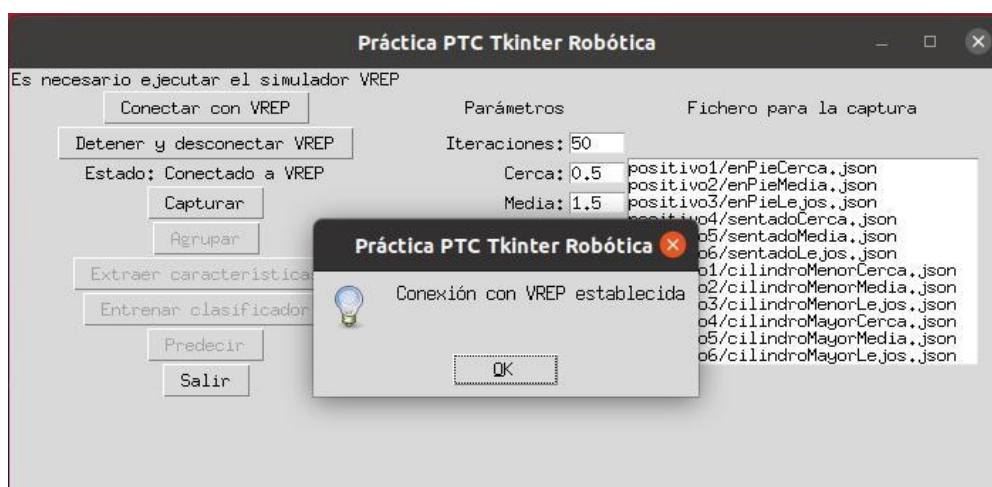 Práctica PTC Tkinter Robótica
Es necesario ejecutar el simulador VREP
Conectar con VREP
Parámetros
Fichero para la captura
Detener y desconectar VREP
Iteraciones: 50
Estado: Conectado a VREP
Cerca: 0.5
Capturar
Media: 1.5
positivo1/enPieCerca.json
positivo2/enPieMedia.json
positivo3/enPieLejos.json
positivo4/sentadoCerca.json
o5/sentadoMedia.json
o6/sentadoLejos.json
o1/cilindroMenorCerca.json
o2/cilindroMenorMedia.json
o3/cilindroMenorLejos.json
o4/cilindroMayorCerca.json
o5/cilindroMayorMedia.json
o6/cilindroMayorLejos.json
Agrupar
Extraer característica
Entrenar clasificador
Predecir
Salir
Práctica PTC Tkinter Robótica
Conexión con VREP establecida
OK